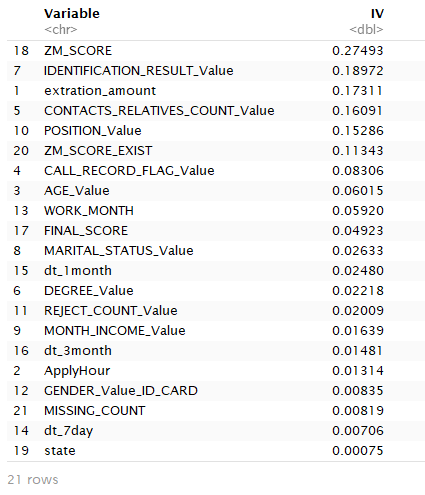 Variable IV
<chr> <dbl>
18 ZM_SCORE 0.27493
7 IDENTIFICATION_RESULT_Value 0.18972
1 extration_amount 0.17311
5 CONTACTS_RELATIVES_COUNT_Value 0.16091
10 POSITION_Value 0.15286
20 ZM_SCORE_EXIST 0.11343
4 CALL_RECORD_FLAG_Value 0.08306
3 AGE_Value 0.06015
13 WORK_MONTH 0.05920
17 FINAL_SCORE 0.04923
8 MARITAL_STATUS_Value 0.02633
15 dt_1month 0.02480
6 DEGREE_Value 0.02218
11 REJECT_COUNT_Value 0.02009
9 MONTH_INCOME_Value 0.01639
16 dt_3month 0.01481
2 ApplyHour 0.01314
12 GENDER_Value_ID_CARD 0.00835
21 MISSING_COUNT 0.00819
14 dt_7day 0.00706
19 state 0.00075
21 rows